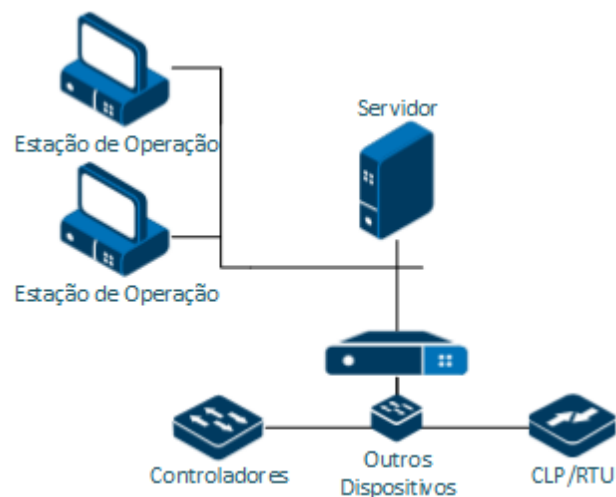 Estação de Operação
Servidor
Estação de Operação
Controladores
Outros
Dispositivos
CLP/RTU